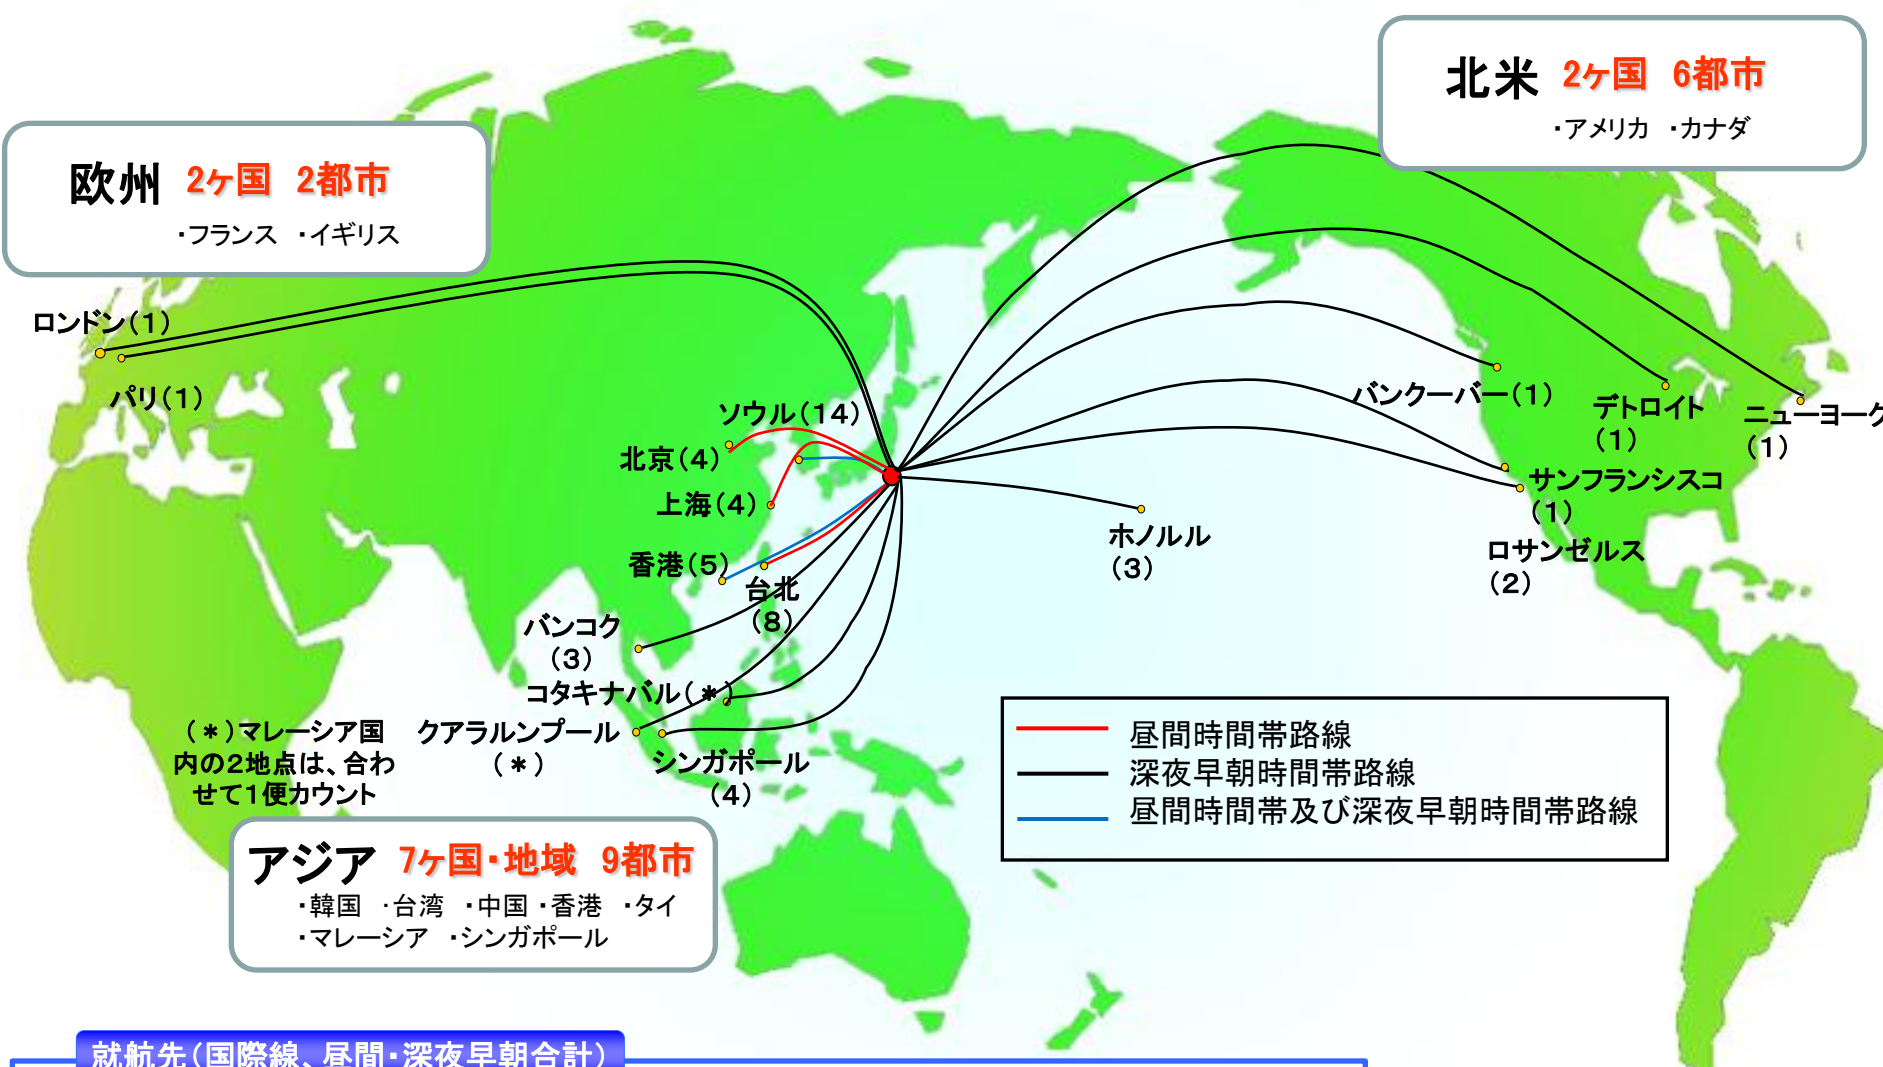 北米 2ヶ国 6都市
・アメリカ ・カナダ
欧州 2ヶ国 2都市
・フランス ・イギリス
ロンドン(1)
パリ(1)
ソウル(14)
北京(4)
上海(4)
香港(5)
台北
(8)
バンコク
(3)
コタキナバル(*)
クアラルンプール
(*)
シンガポール
(4)
(*)マレーシア国
内の2地点は、合わ
せて1便カウント
バンクーバー(1)
デトロイト
(1)
ニューヨーク
(1)
サンフランシスコ
(1)
ロサンゼルス
(2)
ホノルル
(3)
昼間時間帯路線
深夜早朝時間帯路線
昼間時間帯及び深夜早朝時間帯路線
アジア 7ヶ国・地域 9都市
・韓国 ・台湾 ・中国 ・香港 ・タイ
・マレーシア ・シンガポール
就航先(国際線、昼間・深夜早朝合計)